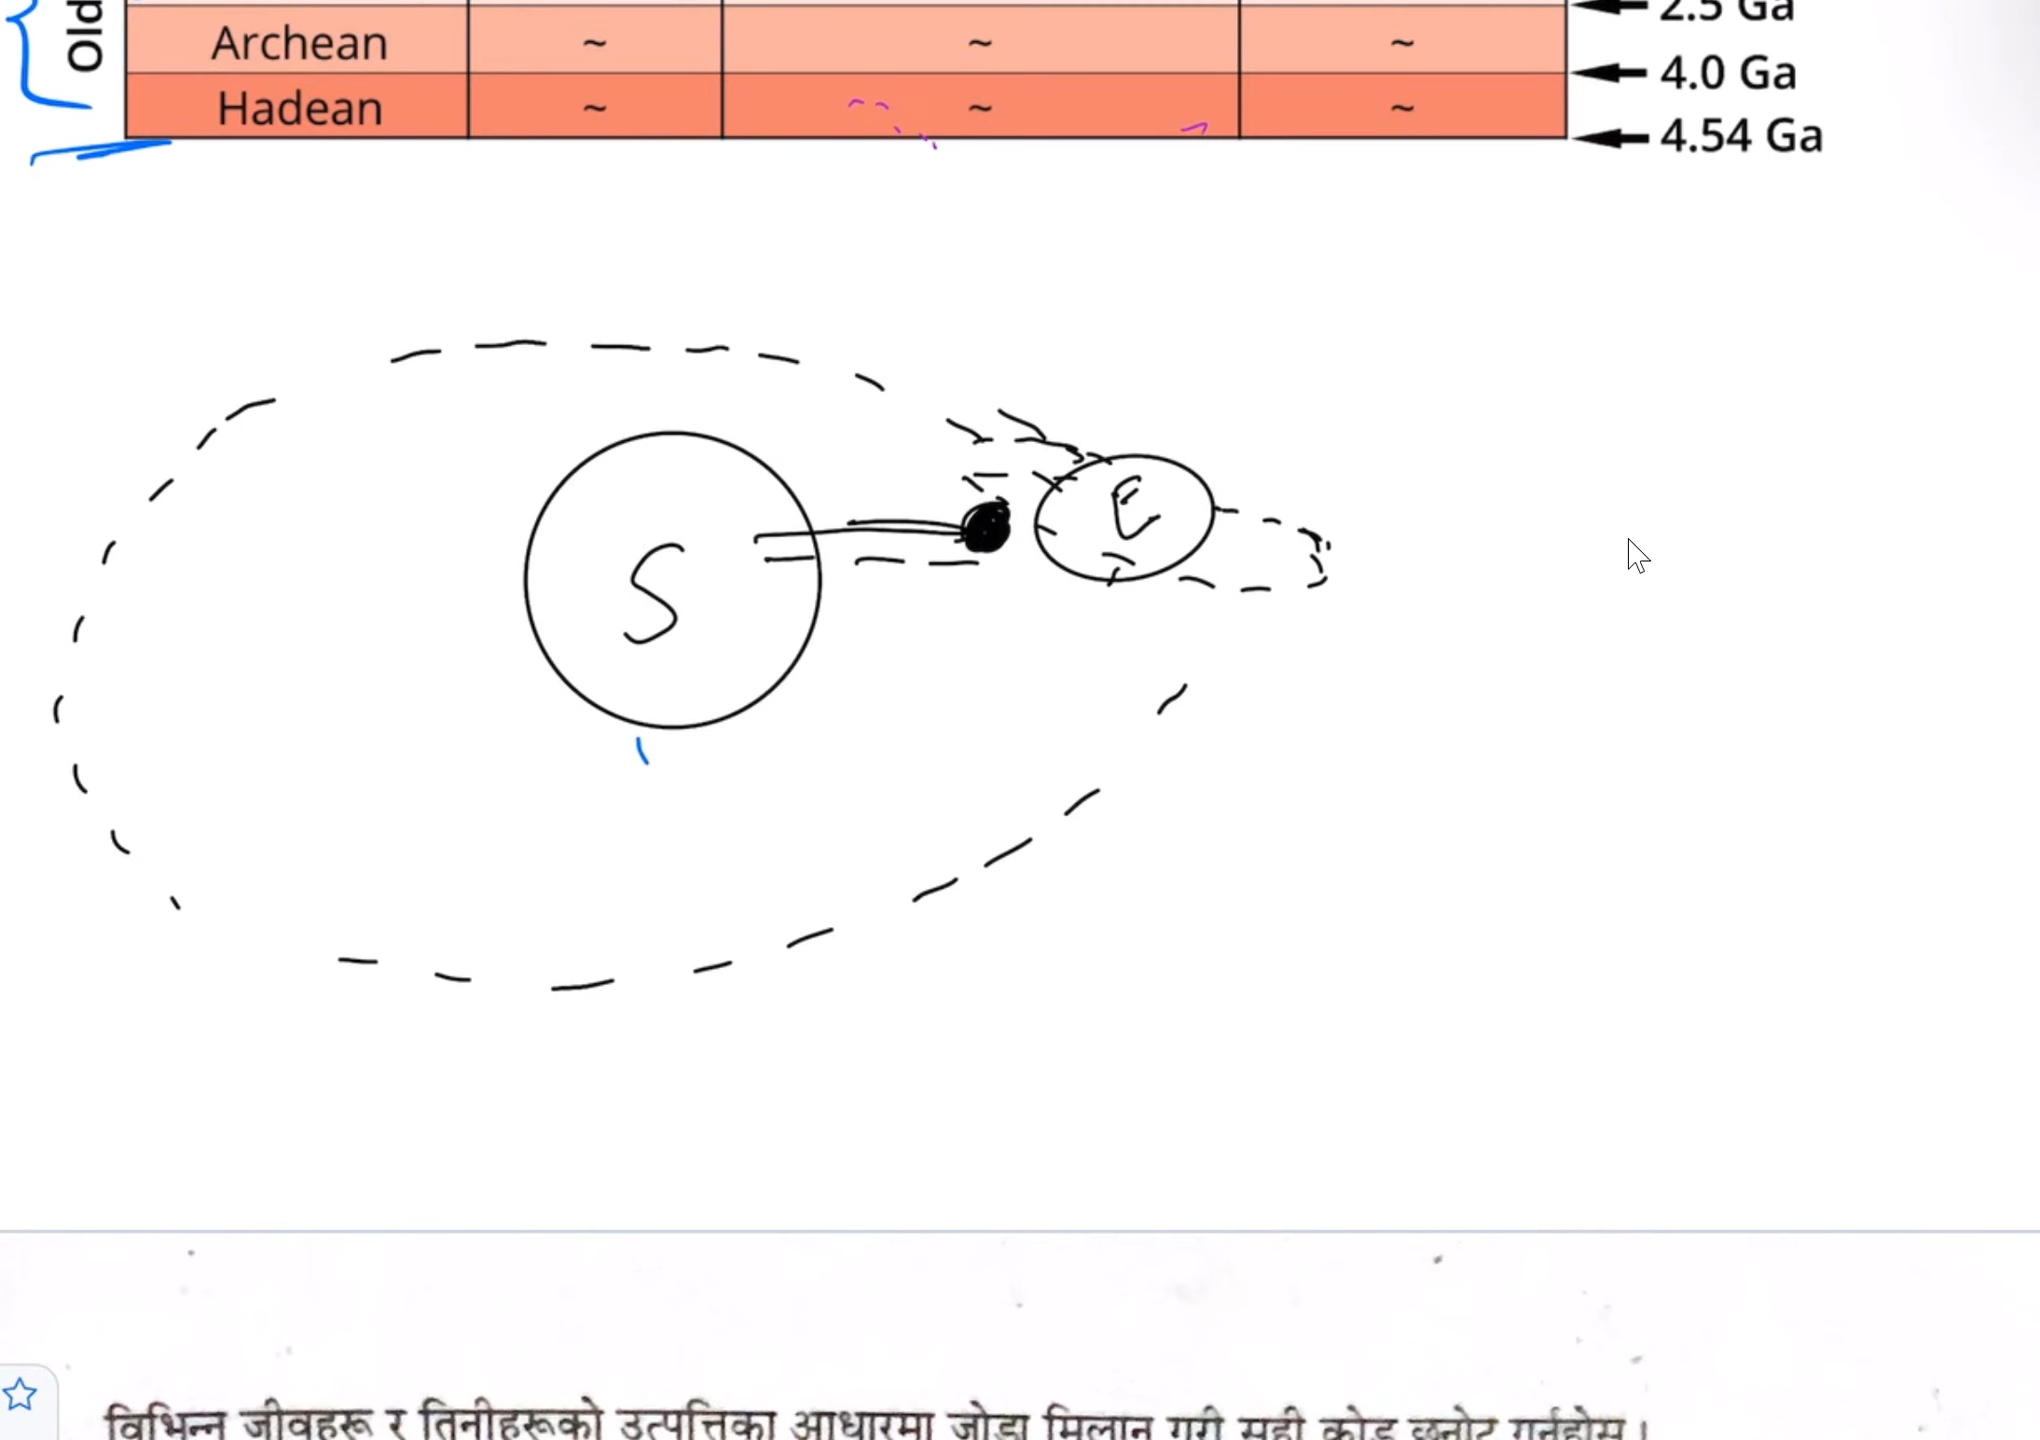 Old
2.5 Ga
Archean ~ ~ ~
4.0 Ga
Hadean ~ ~ ~
4.54 Ga
S
E
विभिन्न जीवहरू र तिनीहरूको उत्पत्तिका आधारमा जोडा मिलान गरी सही कोड छनोट गर्नुहोस् ।